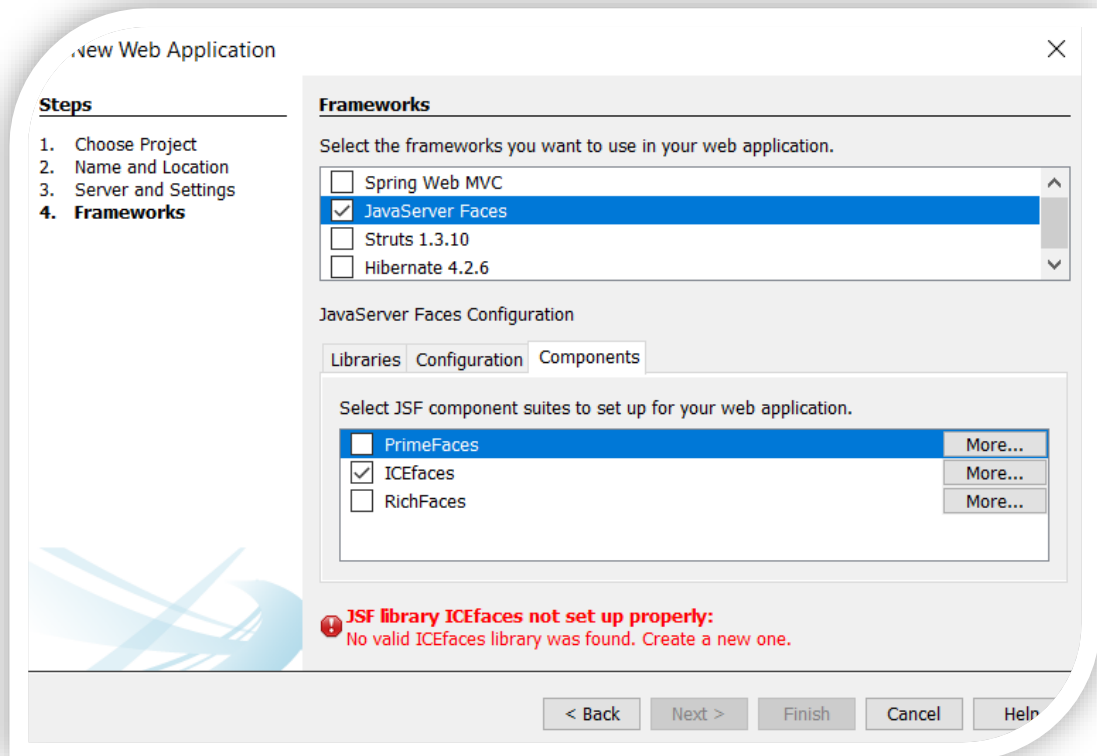 New Web Application
Steps
1. Choose Project
2. Name and Location
3. Server and Settings
4. Frameworks
Frameworks
Select the frameworks you want to use in your web application.
Spring Web MVC
JavaServer Faces
Struts 1.3.10
Hibernate 4.2.6
JavaServer Faces Configuration
Libraries Configuration Components
Select JSF component suites to set up for your web application.
PrimeFaces More...
ICEfaces More...
RichFaces More...
JSF library ICEfaces not set up properly:
No valid ICEfaces library was found. Create a new one.
< Back Next > Finish Cancel Help